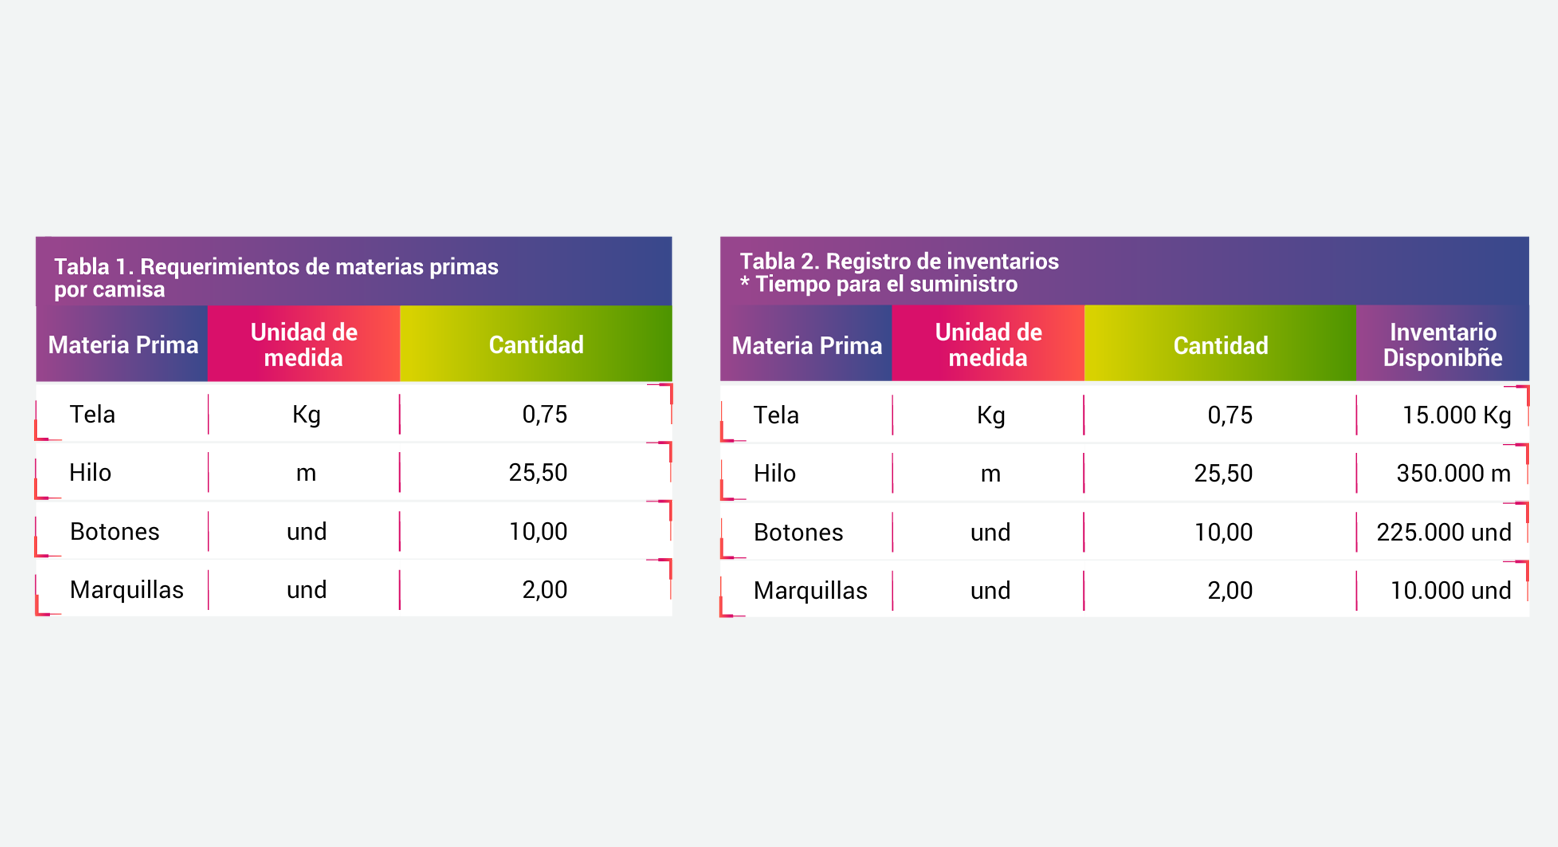 Tabla 1. Requerimientos de materias primas
por camisa
Materia Prima
Unidad de
medida
Cantidad
Tela Kg 0,75
Hilo m 25,50
Botones und 10,00
Marquillas und 2,00
Tabla 2. Registro de inventarios
* Tiempo para el suministro
Materia Prima
Unidad de
medida
Cantidad
Inventario
Disponibñe
Tela Kg 0,75 15.000 Kg
Hilo m 25,50 350.000 m
Botones und 10,00 225.000 und
Marquillas und 2,00 10.000 und